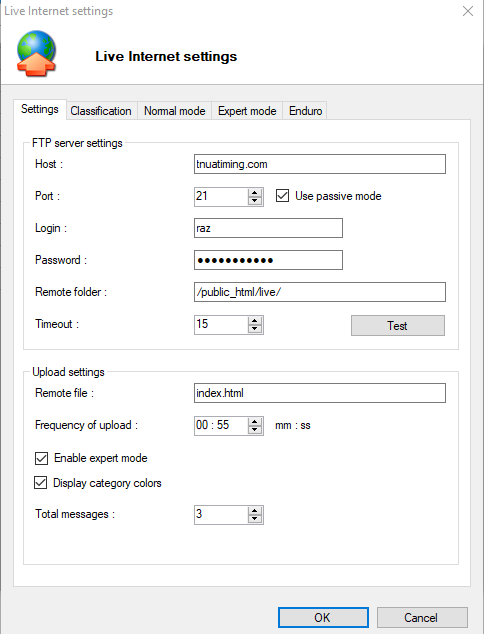 Live Internet settings
Live Internet settings
Settings Classification Normal mode Expert mode Enduro
FTP server settings
Host : tnuatiming.com
Port : 21 Use passive mode
Login : raz
Password : ●●●●●●●●●●●
Remote folder : /public_html/live/
Timeout : 15 Test
Upload settings
Remote file : index.html
Frequency of upload : 00 : 55 mm : ss
Enable expert mode
Display category colors
Total messages : 3
OK Cancel